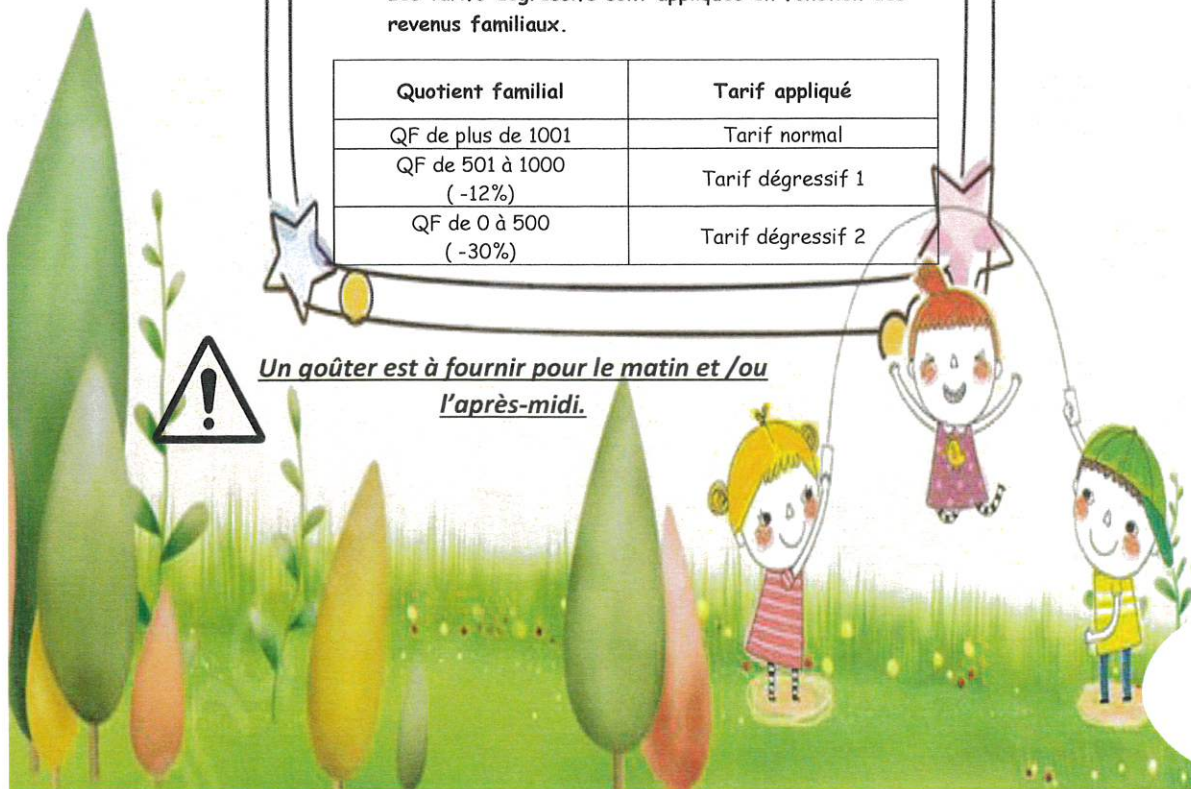 revenus familiaux.
Quotient familial
Tarif appliqué
QF de plus de 1001
Tarif normal
QF de 501 à 1000
( -12%)
Tarif dégressif 1
QF de 0 à 500
( -30%)
Tarif dégressif 2
Un goûter est à fournir pour le matin et /ou
l'après-midi.